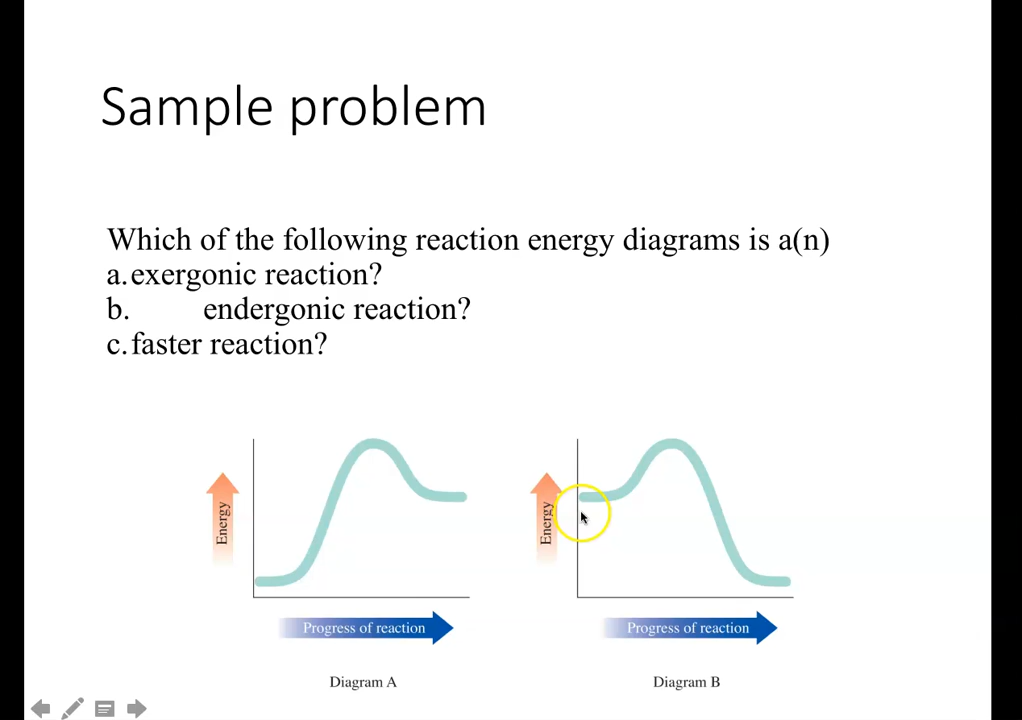 Sample problem
Which of the following reaction energy diagrams is a(n)
a. exergonic reaction?
b. endergonic reaction?
c. faster reaction?
Energy
Energy
Progress of reaction
Progress of reaction
Diagram A
Diagram B